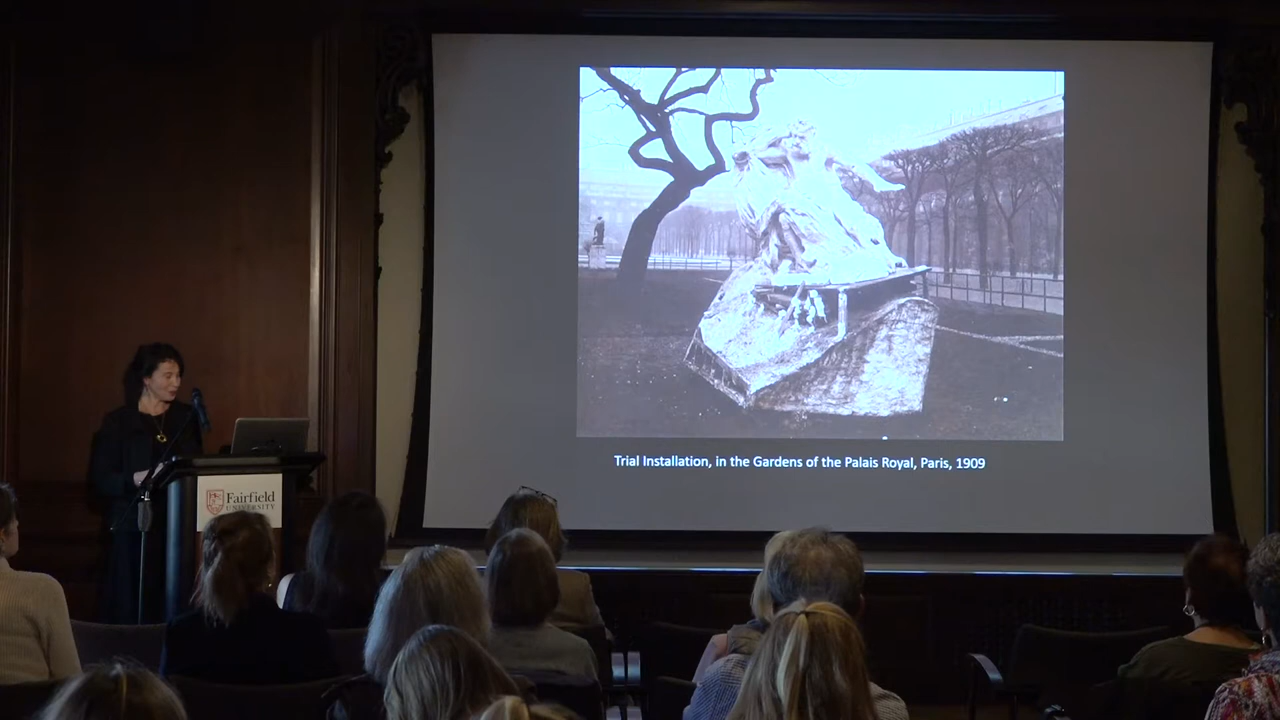 Trial Installation, in the Gardens of the Palais Royal, Paris, 1909
Fairfield
UNIVERSITY